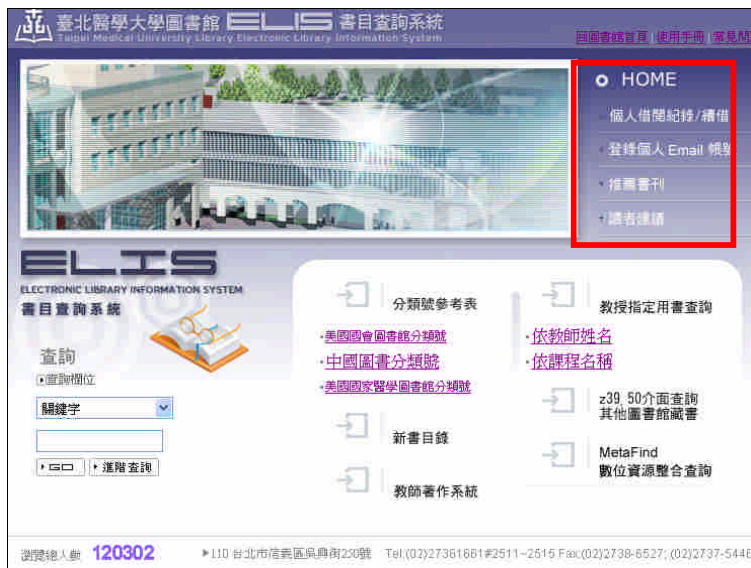 臺北醫學大學圖書館 ELIS 書目查詢系統
Taipei Medical University Library Electronic Library Information System
回圖書館首頁 | 使用手冊 | 常見問
HOME
個人借閱紀錄/續借
登錄個人 Email 帳號
推薦書刊
讀者建議
ELIS
ELECTRONIC LIBRARY INFORMATION SYSTEM
書目查詢系統
查詢
查詢欄位
關鍵字
GO 進階查詢
分類號參考表
美國國會圖書館分類號
中國圖書分類號
美國國家醫學圖書館分類號
新書目錄
教師著作系統
教授指定用書查詢
依教師姓名
依課程名稱
z39.50介面查詢
其他圖書館藏書
MetaFind
數位資源整合查詢
瀏覽總人數 120302
110 台北市信義區吳興街250號 Tel:(02)27361661#2511~2515 Fax:(02)2738-6527; (02)2737-5446